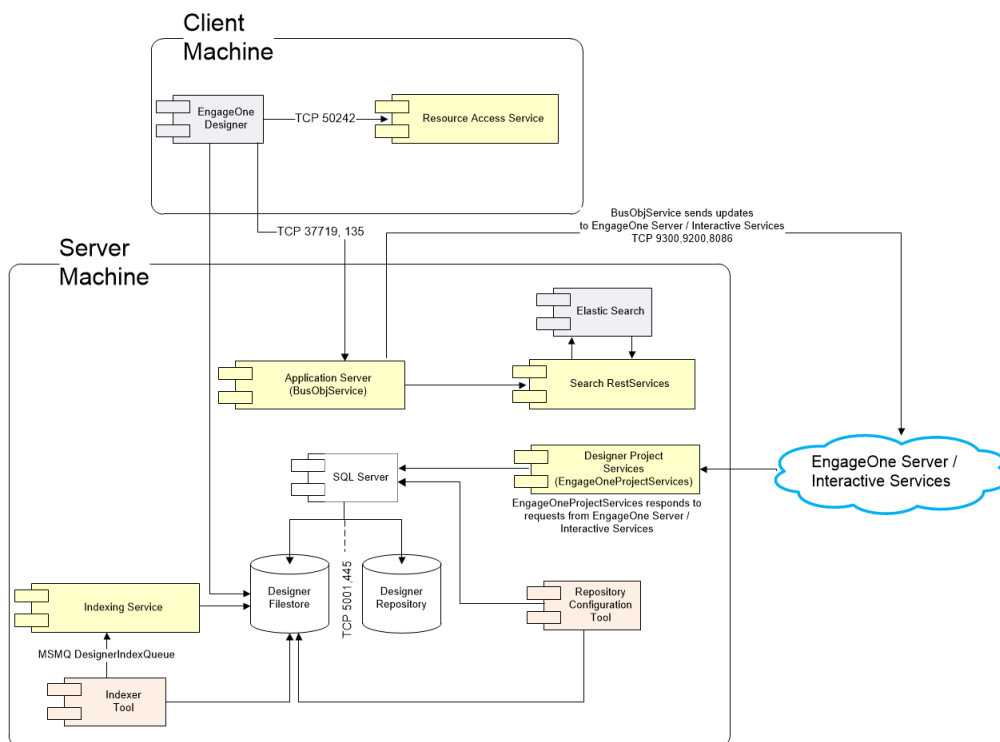 Client
Machine
EngageOne
Designer
TCP 50242
Resource Access Service
TCP 37719, 135
BusObjService sends updates
to EngageOne Server / Interactive Services
TCP 9300,9200,8086
Server
Machine
Elastic Search
Application Server
(BusObjService)
Search RestServices
SQL Server
Designer Project
Services
(EngageOneProjectServices)
EngageOneProjectServices responds to
requests from EngageOne Server /
Interactive Services
EngageOne Server /
Interactive Services
TCP 5001,445
Designer
Filestore
Designer
Repository
Indexing Service
Repository
Configuration
Tool
MSMQ DesignerIndexQueue
Indexer
Tool